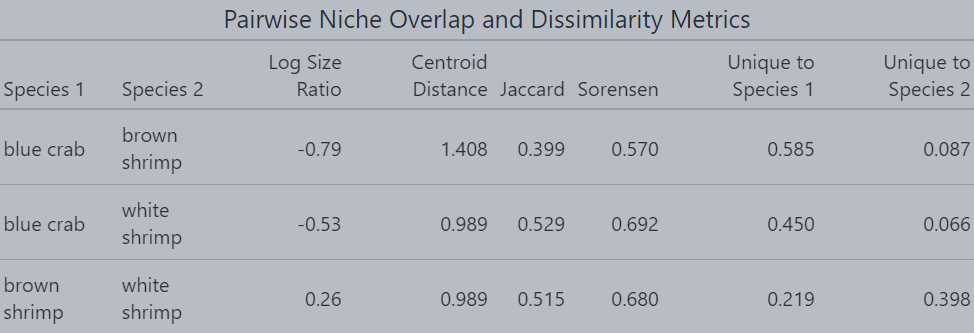 Pairwise Niche Overlap and Dissimilarity Metrics
Species 1 Species 2 Log Size Ratio Centroid Distance Jaccard Sorensen Unique to Species 1 Unique to Species 2
blue crab brown shrimp -0.79 1.408 0.399 0.570 0.585 0.087
blue crab white shrimp -0.53 0.989 0.529 0.692 0.450 0.066
brown shrimp white shrimp 0.26 0.989 0.515 0.680 0.219 0.398